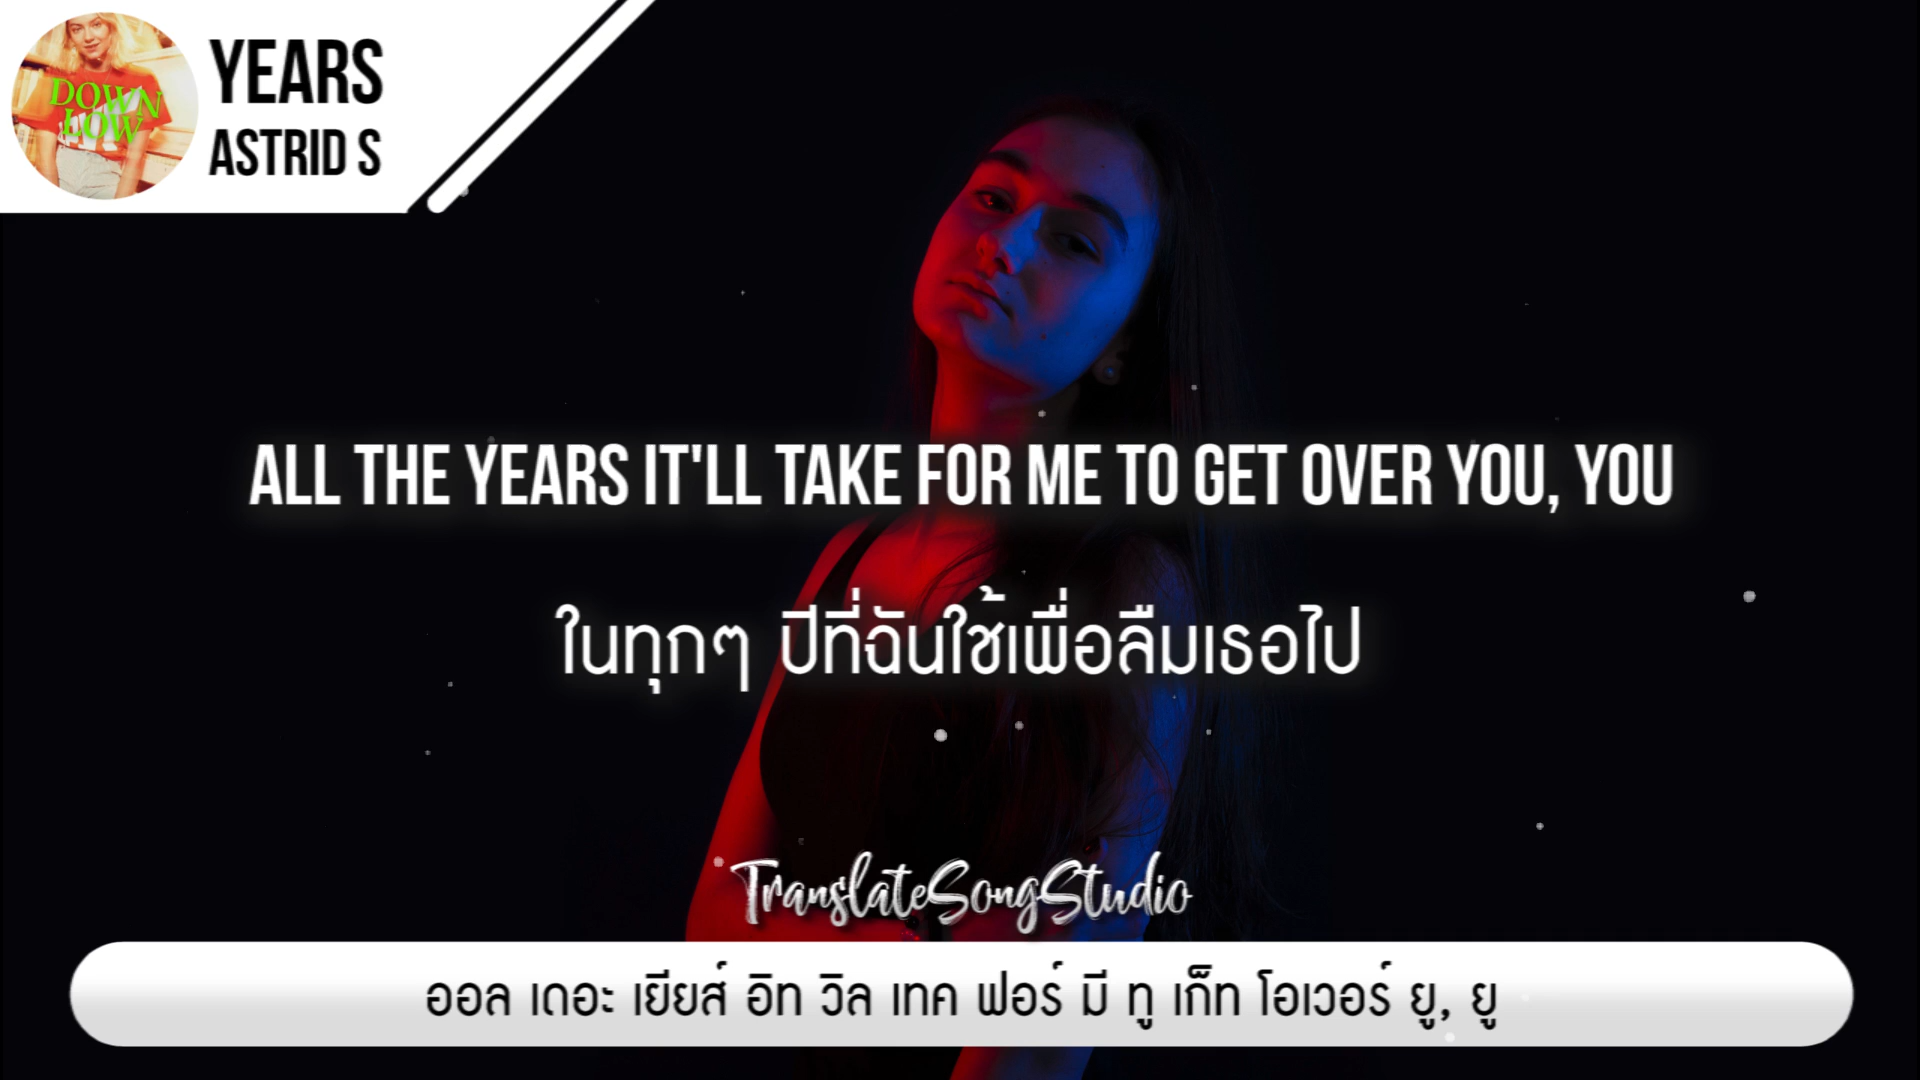 YEARS
ASTRID S
DOWN
LOW
ALL THE YEARS IT'LL TAKE FOR ME TO GET OVER YOU, YOU
ในทุกๆ ปีที่ฉันใช้เพื่อลืมเธอไป
TranslateSongStudio
ออล เดอะ เยียส์ อิท วิล เทค ฟอร์ มี ทู เก็ท โอเวอร์ ยู, ยู